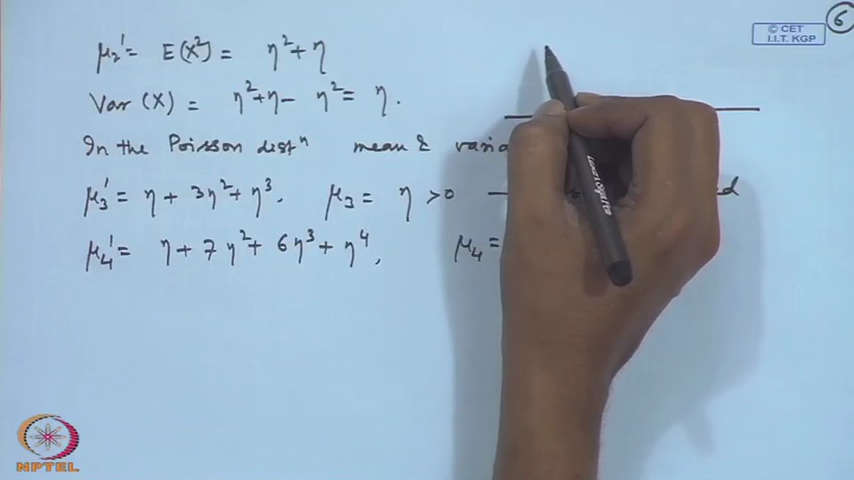 6
© CET
I.I.T. KGP
μ₂' = E(X²) = η² + η
Var (X) = η² + η − η² = η.
In the Poisson distⁿ mean &
μ₃' = η + 3η² + η³. μ₃ = η > 0
μ₄' = η + 7η² + 6η³ + η⁴, μ₄ =
NPTEL